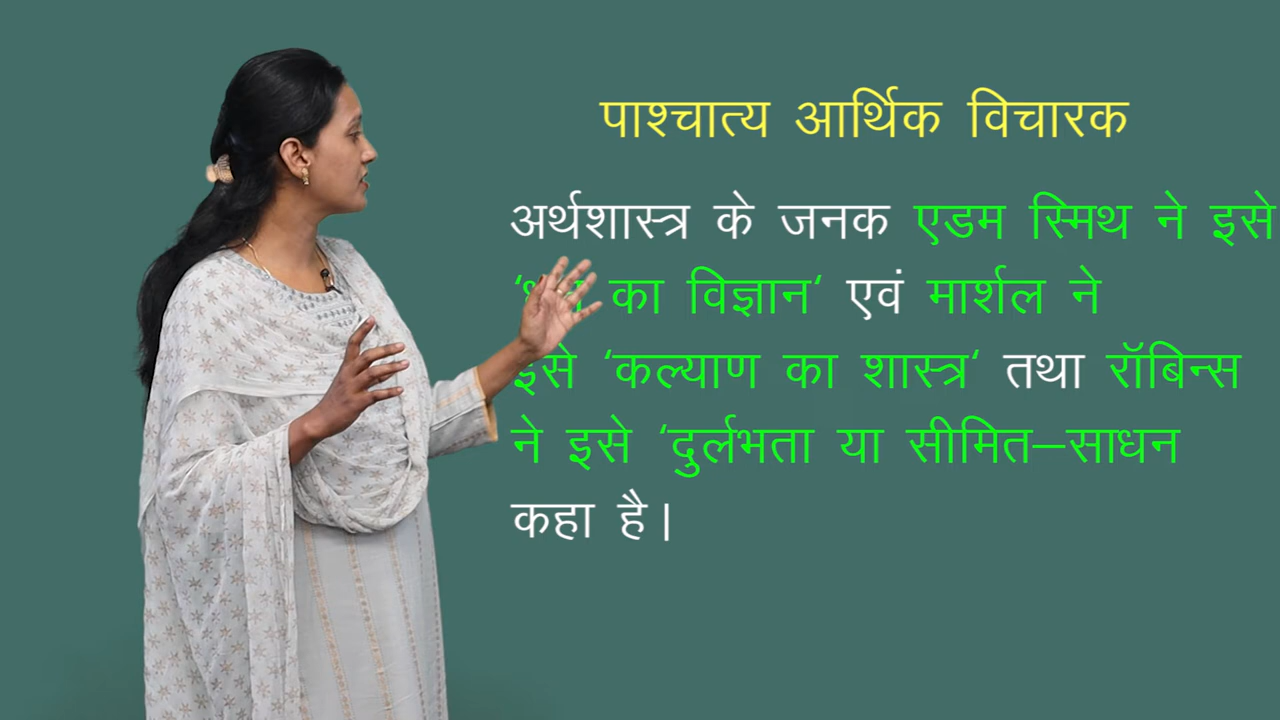 पाश्चात्य आर्थिक विचारक
अर्थशास्त्र के जनक एडम स्मिथ ने इसे
का विज्ञान‘ एवं मार्शल ने
इसे ‘कल्याण का शास्त्र‘ तथा रॉबिन्स
ने इसे ‘दुर्लभता या सीमित–साधन
कहा है।